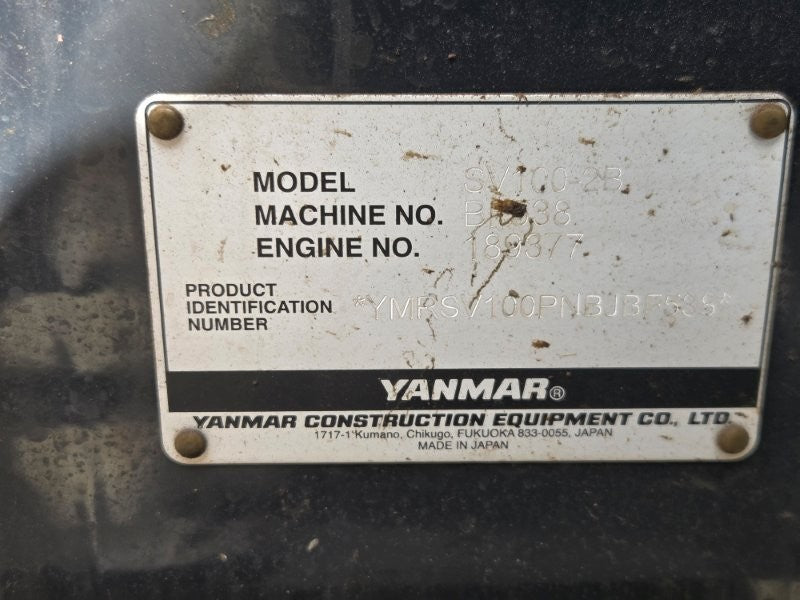 MODEL SV100-2B
MACHINE NO.
ENGINE NO. 189377
PRODUCT
IDENTIFICATION
NUMBER
YANMAR®
YANMAR CONSTRUCTION EQUIPMENT CO., LTD.
1717-1 Kumano, Chikugo, FUKUOKA 833-0055, JAPAN
MADE IN JAPAN